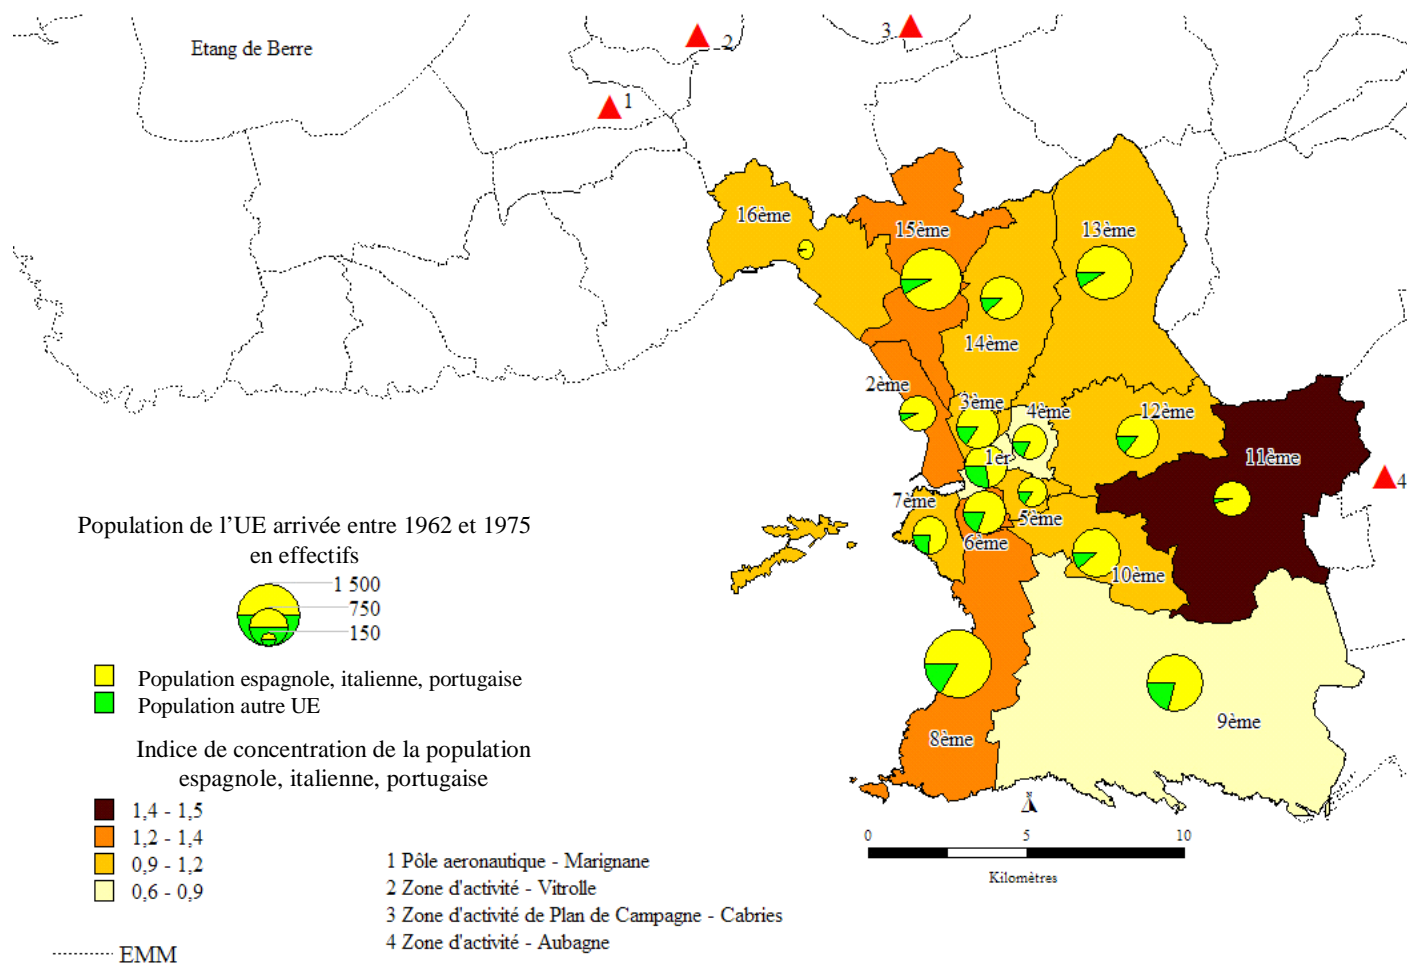 Etang de Berre
1
2
3
4
16ème
15ème
13ème
14ème
2ème
3ème
4ème
12ème
1er
11ème
7ème
5ème
6ème
10ème
8ème
9ème
Population de l’UE arrivée entre 1962 et 1975
en effectifs
1 500
750
150
Population espagnole, italienne, portugaise
Population autre UE
Indice de concentration de la population
espagnole, italienne, portugaise
1,4 - 1,5
1,2 - 1,4
0,9 - 1,2
0,6 - 0,9
EMM
1 Pôle aeronautique - Marignane
2 Zone d'activité - Vitrolle
3 Zone d'activité de Plan de Campagne - Cabries
4 Zone d'activité - Aubagne
N
0 5 10
Kilomètres